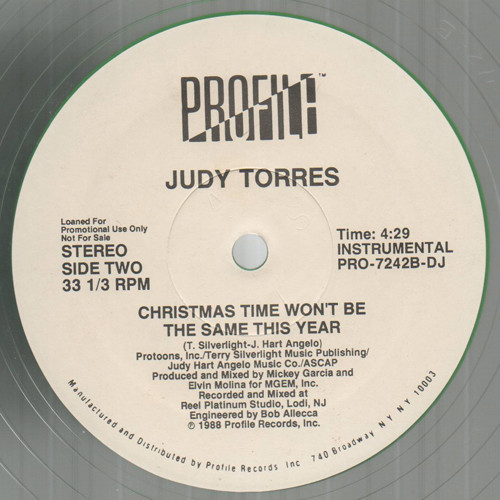 PROFILE™
JUDY TORRES
Loaned For
Promotional Use Only
Not For Sale
STEREO
SIDE TWO
33 1/3 RPM
Time: 4:29
INSTRUMENTAL
PRO-7242B-DJ
CHRISTMAS TIME WON'T BE
THE SAME THIS YEAR
(T. Silverlight-J. Hart Angelo)
Protoons, Inc./Terry Silverlight Music Publishing/
Judy Hart Angelo Music Co./ASCAP
Produced and Mixed by Mickey Garcia and
Elvin Molina for MGEM, Inc.
Recorded and Mixed at
Reel Platinum Studio, Lodi, NJ
Engineered by Bob Allecca
℗ 1988 Profile Records, Inc.
Manufactured and Distributed by Profile Records Inc 740 Broadway NY NY 10003